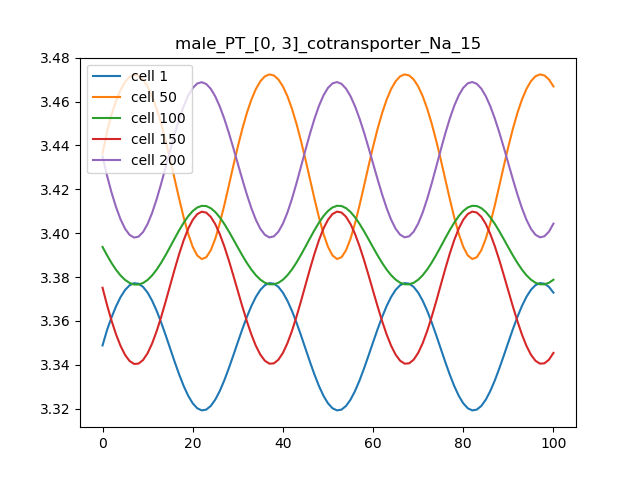 male_PT_[0, 3]_cotransporter_Na_15
3.48
3.46
3.44
3.42
3.40
3.38
3.36
3.34
3.32
cell 1
cell 50
cell 100
cell 150
cell 200
0
20
40
60
80
100